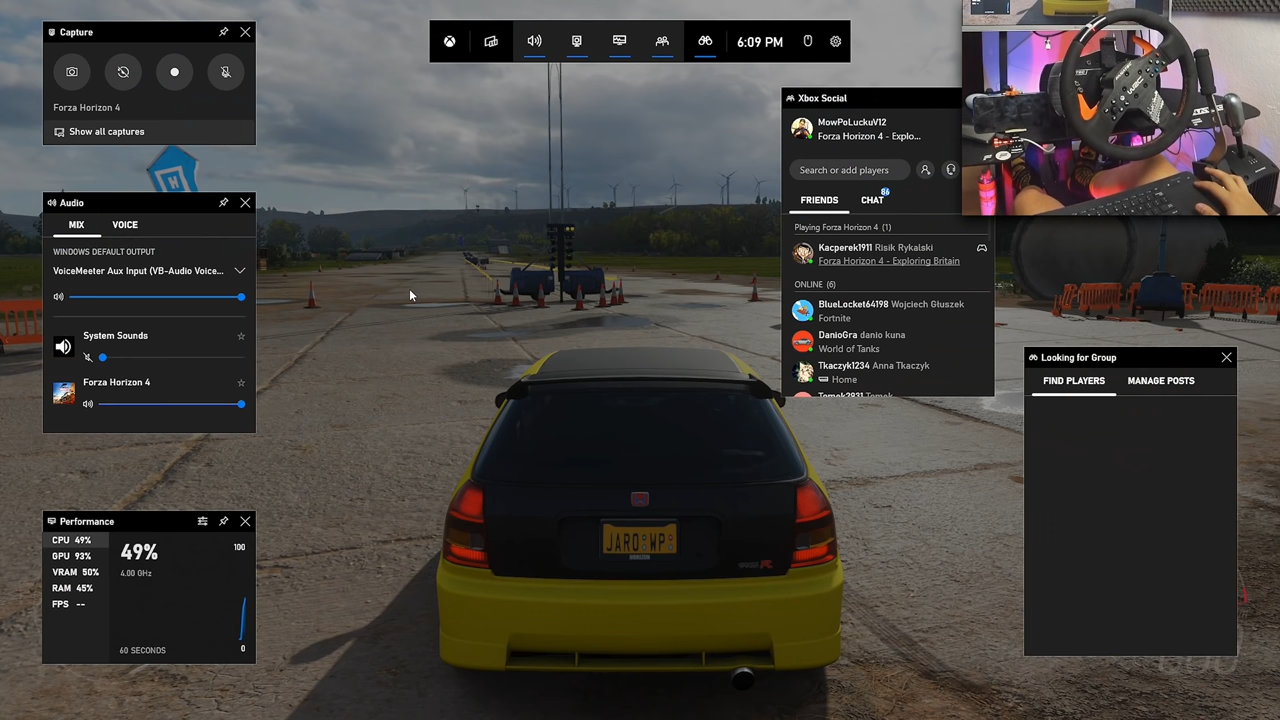 Capture
Forza Horizon 4
Show all captures
6:09 PM
Audio
MIX VOICE
WINDOWS DEFAULT OUTPUT
VoiceMeeter Aux Input (VB-Audio Voice...
System Sounds
Forza Horizon 4
Performance
CPU 49%
GPU 93%
VRAM 50%
RAM 45%
FPS --
49%
4.00 GHz
100
60 SECONDS
0
Xbox Social
MowPoLuckuV12
Forza Horizon 4 - Explo...
Search or add players
FRIENDS CHAT 86
Playing Forza Horizon 4 (1)
Kacperek1911 Risik Rykalski
Forza Horizon 4 - Exploring Britain
ONLINE (6)
BlueLocket64198 Wojciech Głuszek
Fortnite
DanioGra danio kuna
World of Tanks
Tkaczyk1234 Anna Tkaczyk
Home
Looking for Group
FIND PLAYERS MANAGE POSTS
H
JARO WP
HORIZON